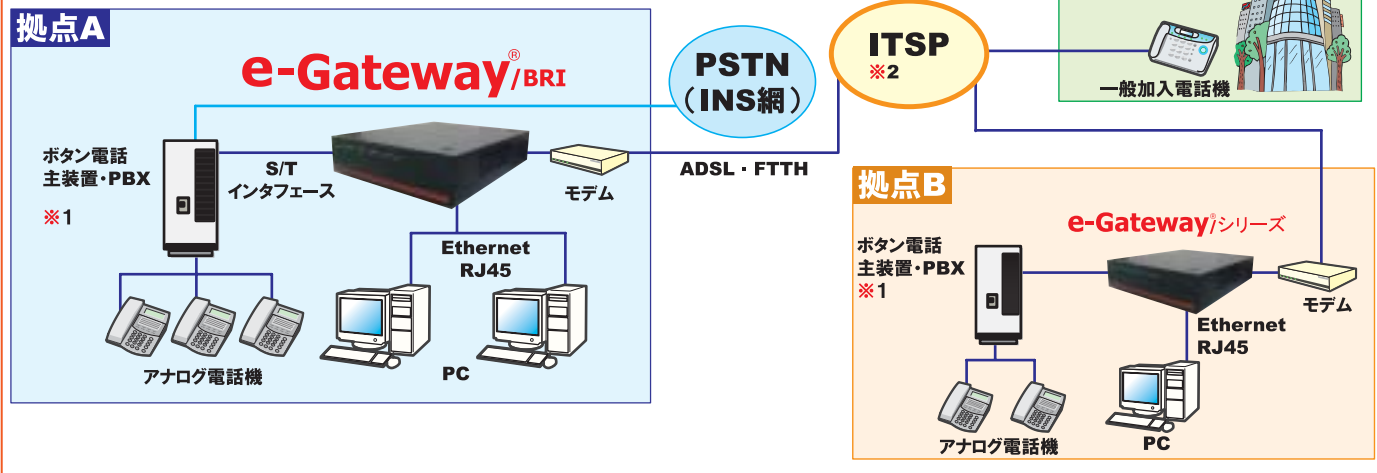 拠点A
e-Gateway®/BRI
PSTN
（INS網）
ITSP
※2
一般加入電話機
ボタン電話
主装置・PBX
※1
S/T
インタフェース
モデム
ADSL・FTTH
Ethernet
RJ45
アナログ電話機
PC
拠点B
e-Gateway®/シリーズ
ボタン電話
主装置・PBX
※1
モデム
Ethernet
RJ45
アナログ電話機
PC